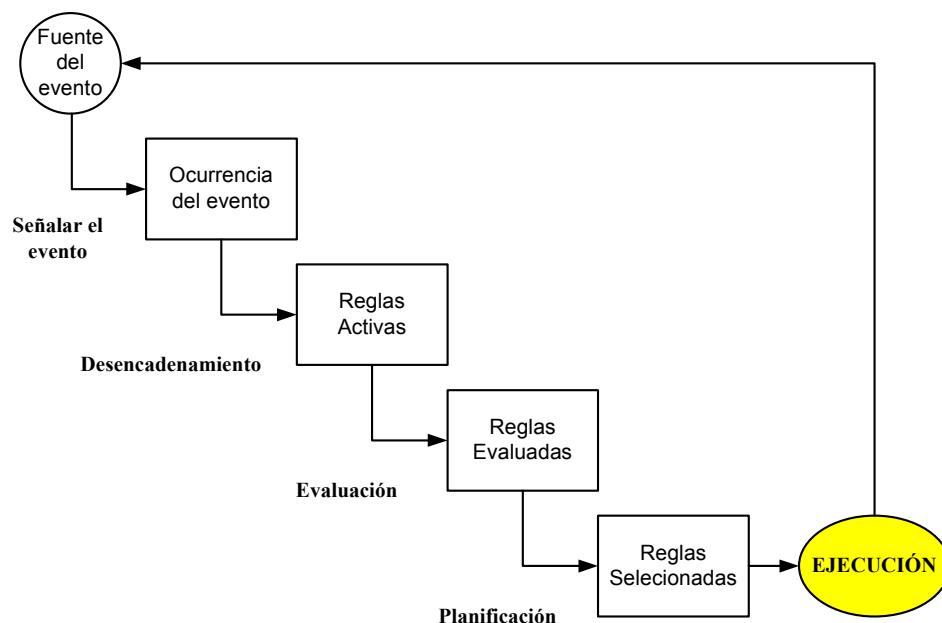 Fuente
del
evento
Ocurrencia
del evento
Señalar el
evento
Reglas
Activas
Desencadenamiento
Reglas
Evaluadas
Evaluación
Reglas
Selecionadas
EJECUCIÓN
Planificación